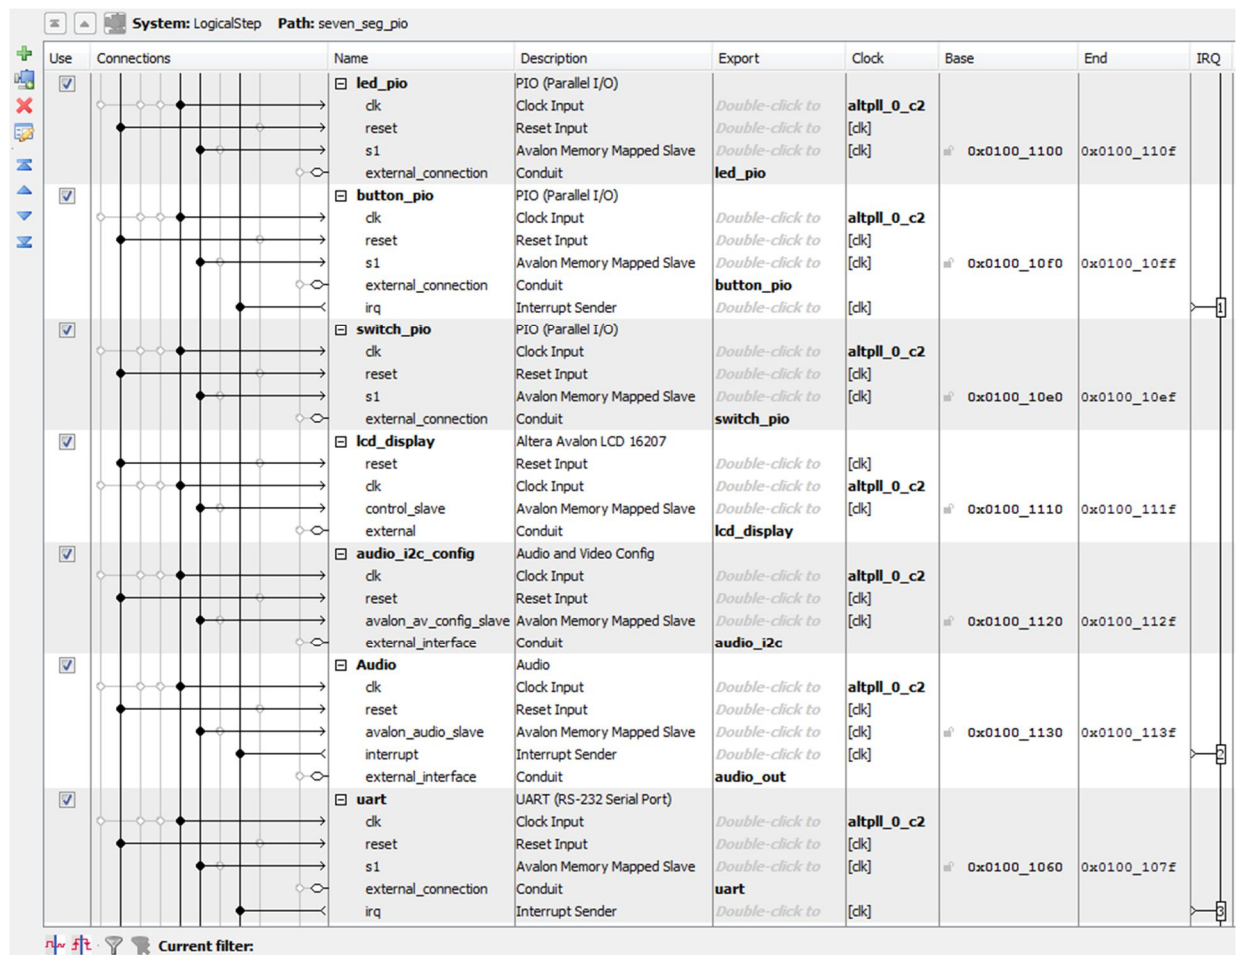 System: LogicalStep Path: seven_seg_pio
Use Connections Name Description Export Clock Base End IRQ
led_pio PIO (Parallel I/O)
clk Clock Input Double-click to altpll_0_c2
reset Reset Input Double-click to [clk]
s1 Avalon Memory Mapped Slave Double-click to [clk] 0x0100_1100 0x0100_110f
external_connection Conduit led_pio
button_pio PIO (Parallel I/O)
clk Clock Input Double-click to altpll_0_c2
reset Reset Input Double-click to [clk]
s1 Avalon Memory Mapped Slave Double-click to [clk] 0x0100_10f0 0x0100_10ff
external_connection Conduit button_pio
irq Interrupt Sender Double-click to [clk] 1
switch_pio PIO (Parallel I/O)
clk Clock Input Double-click to altpll_0_c2
reset Reset Input Double-click to [clk]
s1 Avalon Memory Mapped Slave Double-click to [clk] 0x0100_10e0 0x0100_10ef
external_connection Conduit switch_pio
lcd_display Altera Avalon LCD 16207
reset Reset Input Double-click to [clk]
clk Clock Input Double-click to altpll_0_c2
control_slave Avalon Memory Mapped Slave Double-click to [clk] 0x0100_1110 0x0100_111f
external Conduit lcd_display
audio_i2c_config Audio and Video Config
clk Clock Input Double-click to altpll_0_c2
reset Reset Input Double-click to [clk]
avalon_av_config_slave Avalon Memory Mapped Slave Double-click to [clk] 0x0100_1120 0x0100_112f
external_interface Conduit audio_i2c
Audio Audio
clk Clock Input Double-click to altpll_0_c2
reset Reset Input Double-click to [clk]
avalon_audio_slave Avalon Memory Mapped Slave Double-click to [clk] 0x0100_1130 0x0100_113f
interrupt Interrupt Sender Double-click to [clk] 2
external_interface Conduit audio_out
uart UART (RS-232 Serial Port)
clk Clock Input Double-click to altpll_0_c2
reset Reset Input Double-click to [clk]
s1 Avalon Memory Mapped Slave Double-click to [clk] 0x0100_1060 0x0100_107f
external_connection Conduit uart
irq Interrupt Sender Double-click to [clk] 3
Current filter: